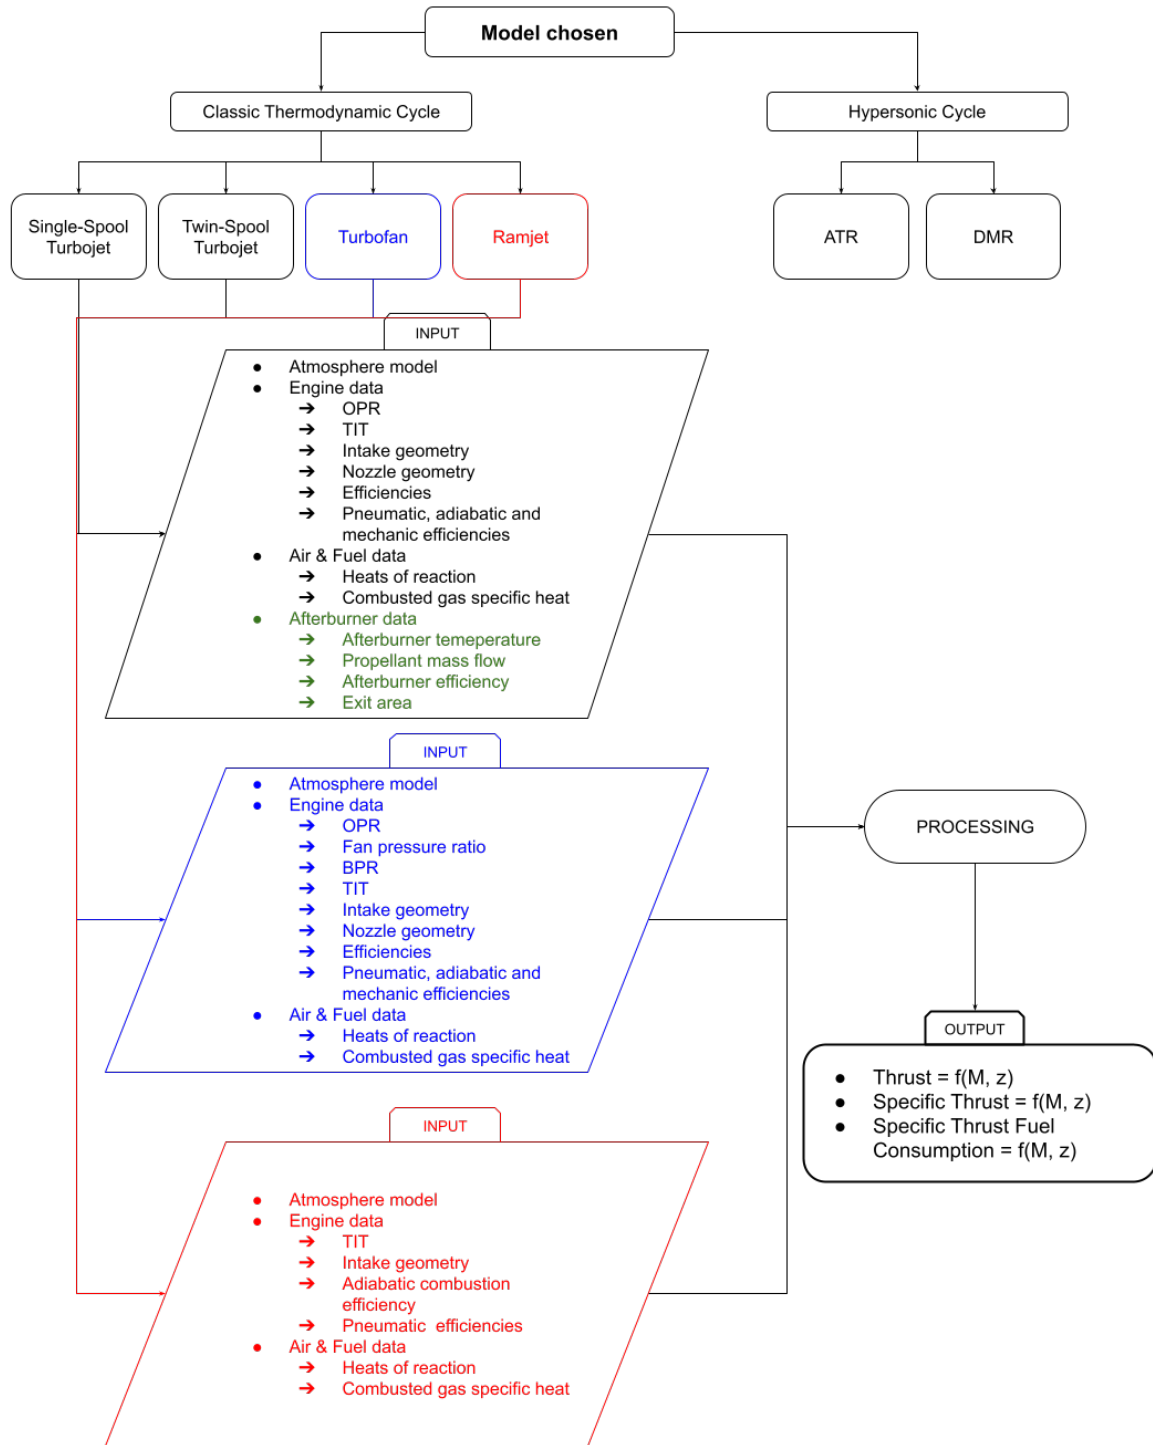 Model chosen
Classic Thermodynamic Cycle
Hypersonic Cycle
Single-Spool
Turbojet
Twin-Spool
Turbojet
Turbofan
Ramjet
ATR
DMR
INPUT
● Atmosphere model
● Engine data
➔ OPR
➔ TIT
➔ Intake geometry
➔ Nozzle geometry
➔ Efficiencies
➔ Pneumatic, adiabatic and
mechanic efficiencies
● Air & Fuel data
➔ Heats of reaction
➔ Combusted gas specific heat
● Afterburner data
➔ Afterburner temeperature
➔ Propellant mass flow
➔ Afterburner efficiency
➔ Exit area
INPUT
● Atmosphere model
● Engine data
➔ OPR
➔ Fan pressure ratio
➔ BPR
➔ TIT
➔ Intake geometry
➔ Nozzle geometry
➔ Efficiencies
➔ Pneumatic, adiabatic and
mechanic efficiencies
● Air & Fuel data
➔ Heats of reaction
➔ Combusted gas specific heat
INPUT
● Atmosphere model
● Engine data
➔ TIT
➔ Intake geometry
➔ Adiabatic combustion
efficiency
➔ Pneumatic efficiencies
● Air & Fuel data
➔ Heats of reaction
➔ Combusted gas specific heat
PROCESSING
OUTPUT
● Thrust = f(M, z)
● Specific Thrust = f(M, z)
● Specific Thrust Fuel
Consumption = f(M, z)